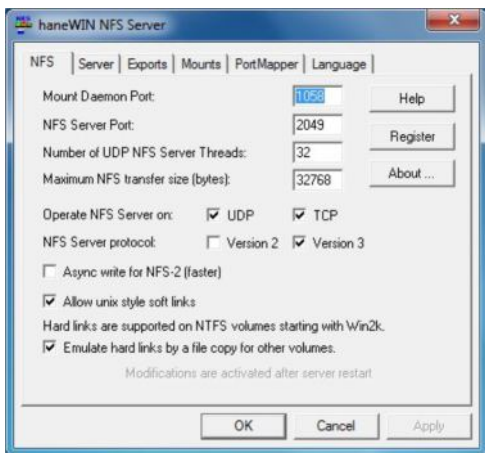 haneWIN NFS Server
NFS Server Exports Mounts PortMapper Language
Mount Daemon Port: 1058 Help
NFS Server Port: 2049
Register
Number of UDP NFS Server Threads: 32
Maximum NFS transfer size (bytes): 32768 About ...
Operate NFS Server on: UDP TCP
NFS Server protocol: Version 2 Version 3
Async write for NFS-2 (faster)
Allow unix style soft links
Hard links are supported on NTFS volumes starting with Win2k.
Emulate hard links by a file copy for other volumes.
Modifications are activated after server restart
OK Cancel Apply